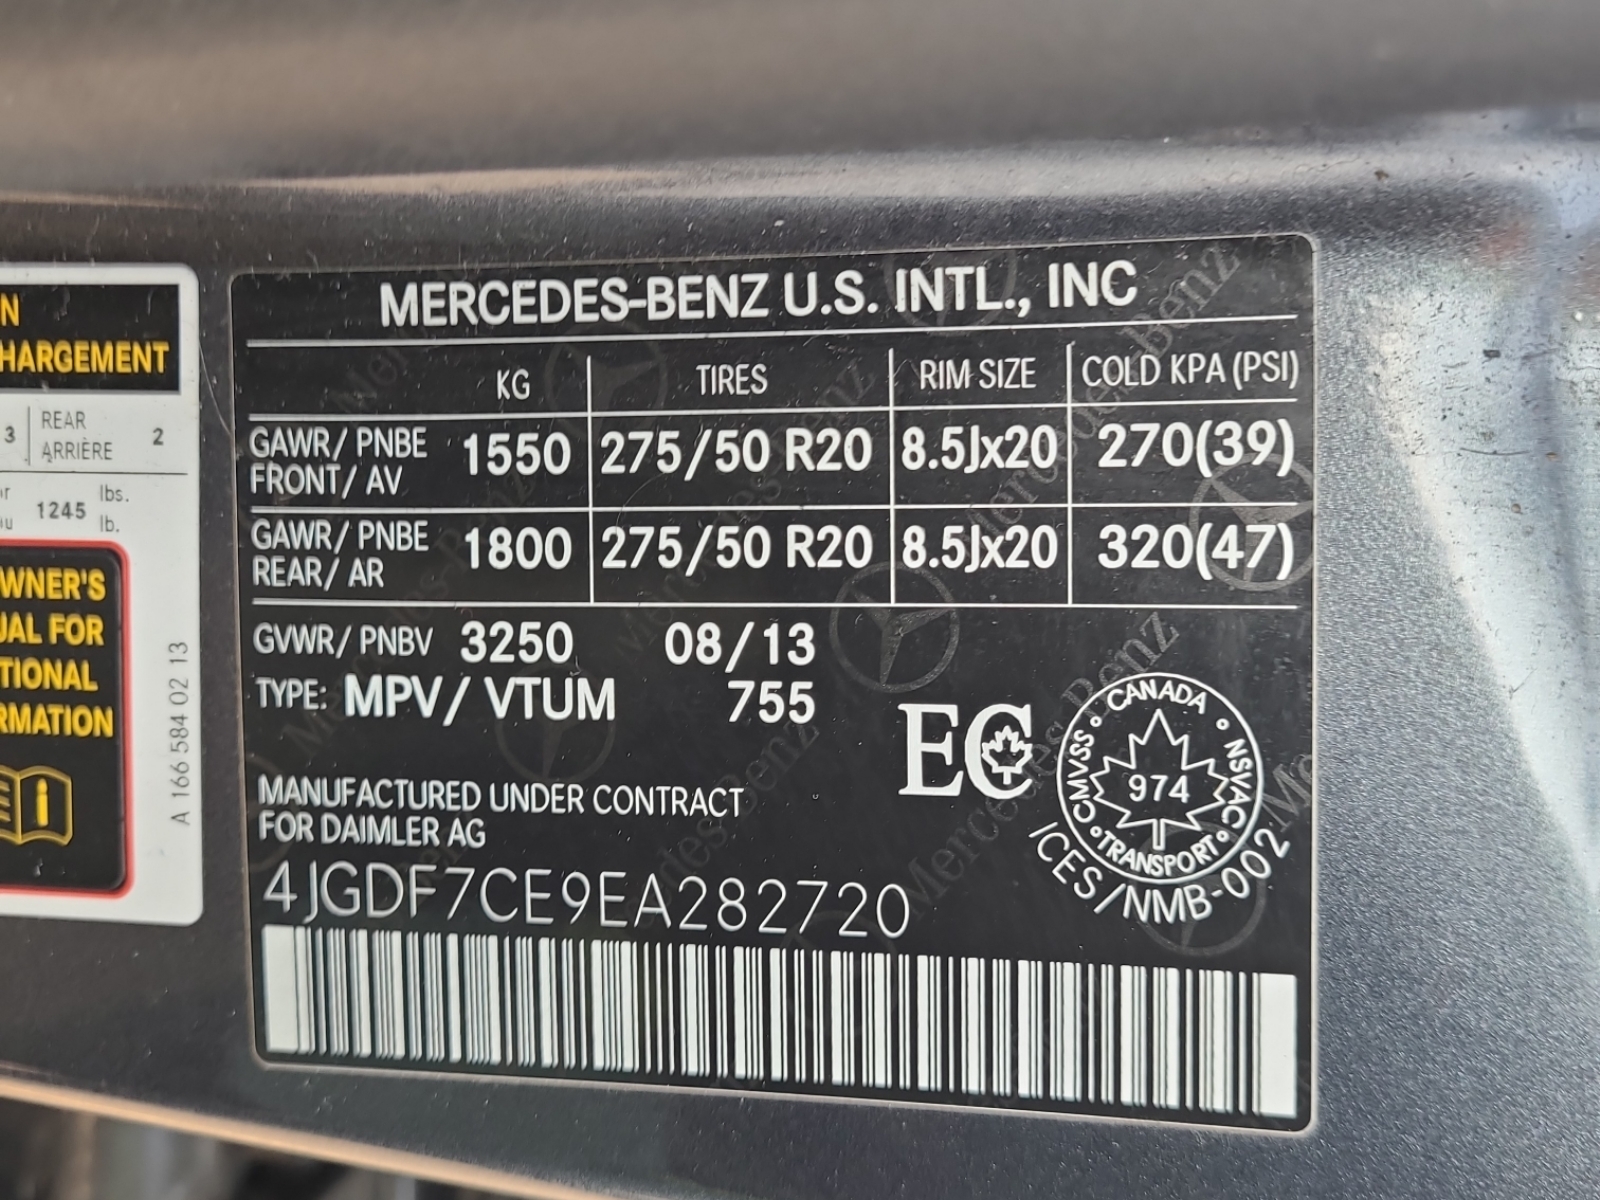 N
HARGEMENT
3 REAR
ARRIÈRE 2
1245 lbs.
lb.
WNER'S
UAL FOR
TIONAL
RMATION
A 166 584 02 13
MERCEDES-BENZ U.S. INTL., INC
KG TIRES RIM SIZE COLD KPA (PSI)
GAWR/ PNBE FRONT/ AV 1550 275/50 R20 8.5Jx20 270(39)
GAWR/ PNBE REAR/ AR 1800 275/50 R20 8.5Jx20 320(47)
GVWR/ PNBV 3250 08/13
TYPE: MPV/ VTUM 755
EC
CANADA
CMVSS NSVAC
974
TRANSPORT
ICES/NMB-002
MANUFACTURED UNDER CONTRACT
FOR DAIMLER AG
4JGDF7CE9EA282720